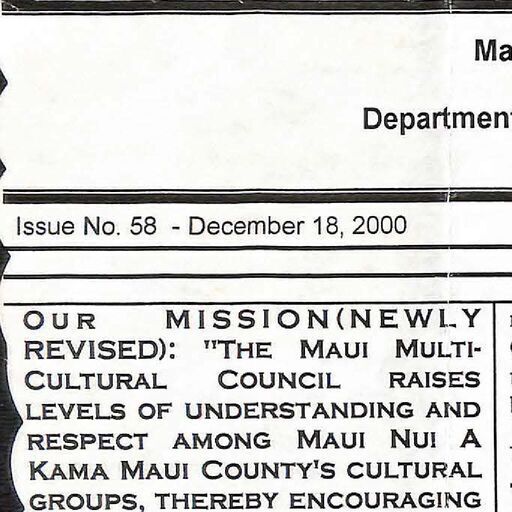 Ma
Department
Issue No. 58 - December 18, 2000
OUR MISSION(NEWLY
REVISED): "THE MAUI MULTI-
CULTURAL COUNCIL RAISES
LEVELS OF UNDERSTANDING AND
RESPECT AMONG MAUI NUI A
KAMA MAUI COUNTY'S CULTURAL
GROUPS, THEREBY ENCOURAGING